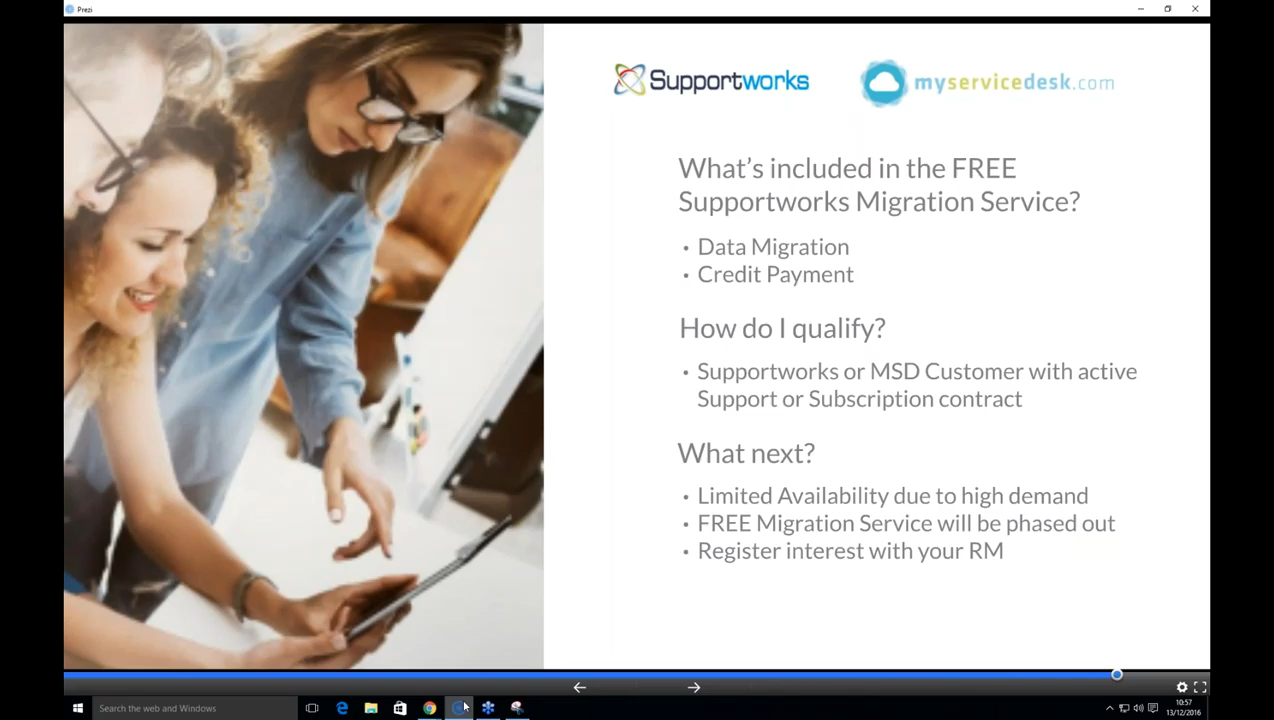 Prezi
Supportworks
myservicedesk.com
What's included in the FREE
Supportworks Migration Service?
• Data Migration
• Credit Payment
How do I qualify?
• Supportworks or MSD Customer with active
Support or Subscription contract
What next?
• Limited Availability due to high demand
• FREE Migration Service will be phased out
• Register interest with your RM
Search the web and Windows
10:57
13/12/2016